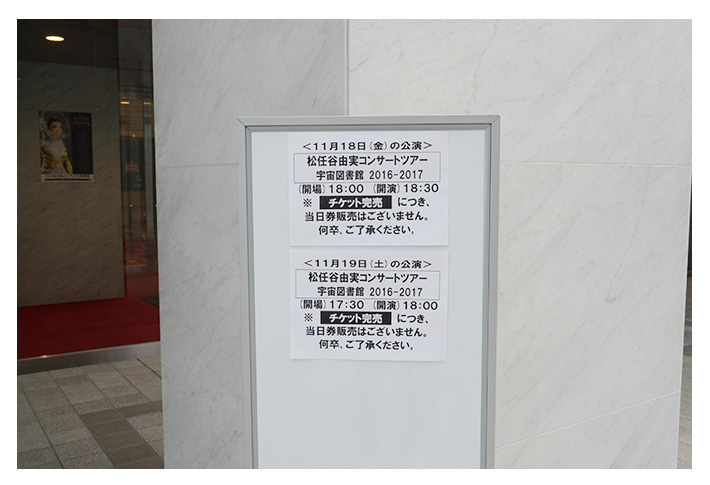 <11月18日(金)の公演>
松任谷由実コンサートツアー
宇宙図書館 2016-2017
(開場)18:00 (開演)18:30
※ チケット完売 につき、
当日券販売はございません。
何卒、ご了承ください。
<11月19日(土)の公演>
松任谷由実コンサートツアー
宇宙図書館 2016-2017
(開場)17:30 (開演)18:00
※ チケット完売 につき、
当日券販売はございません。
何卒、ご了承ください。